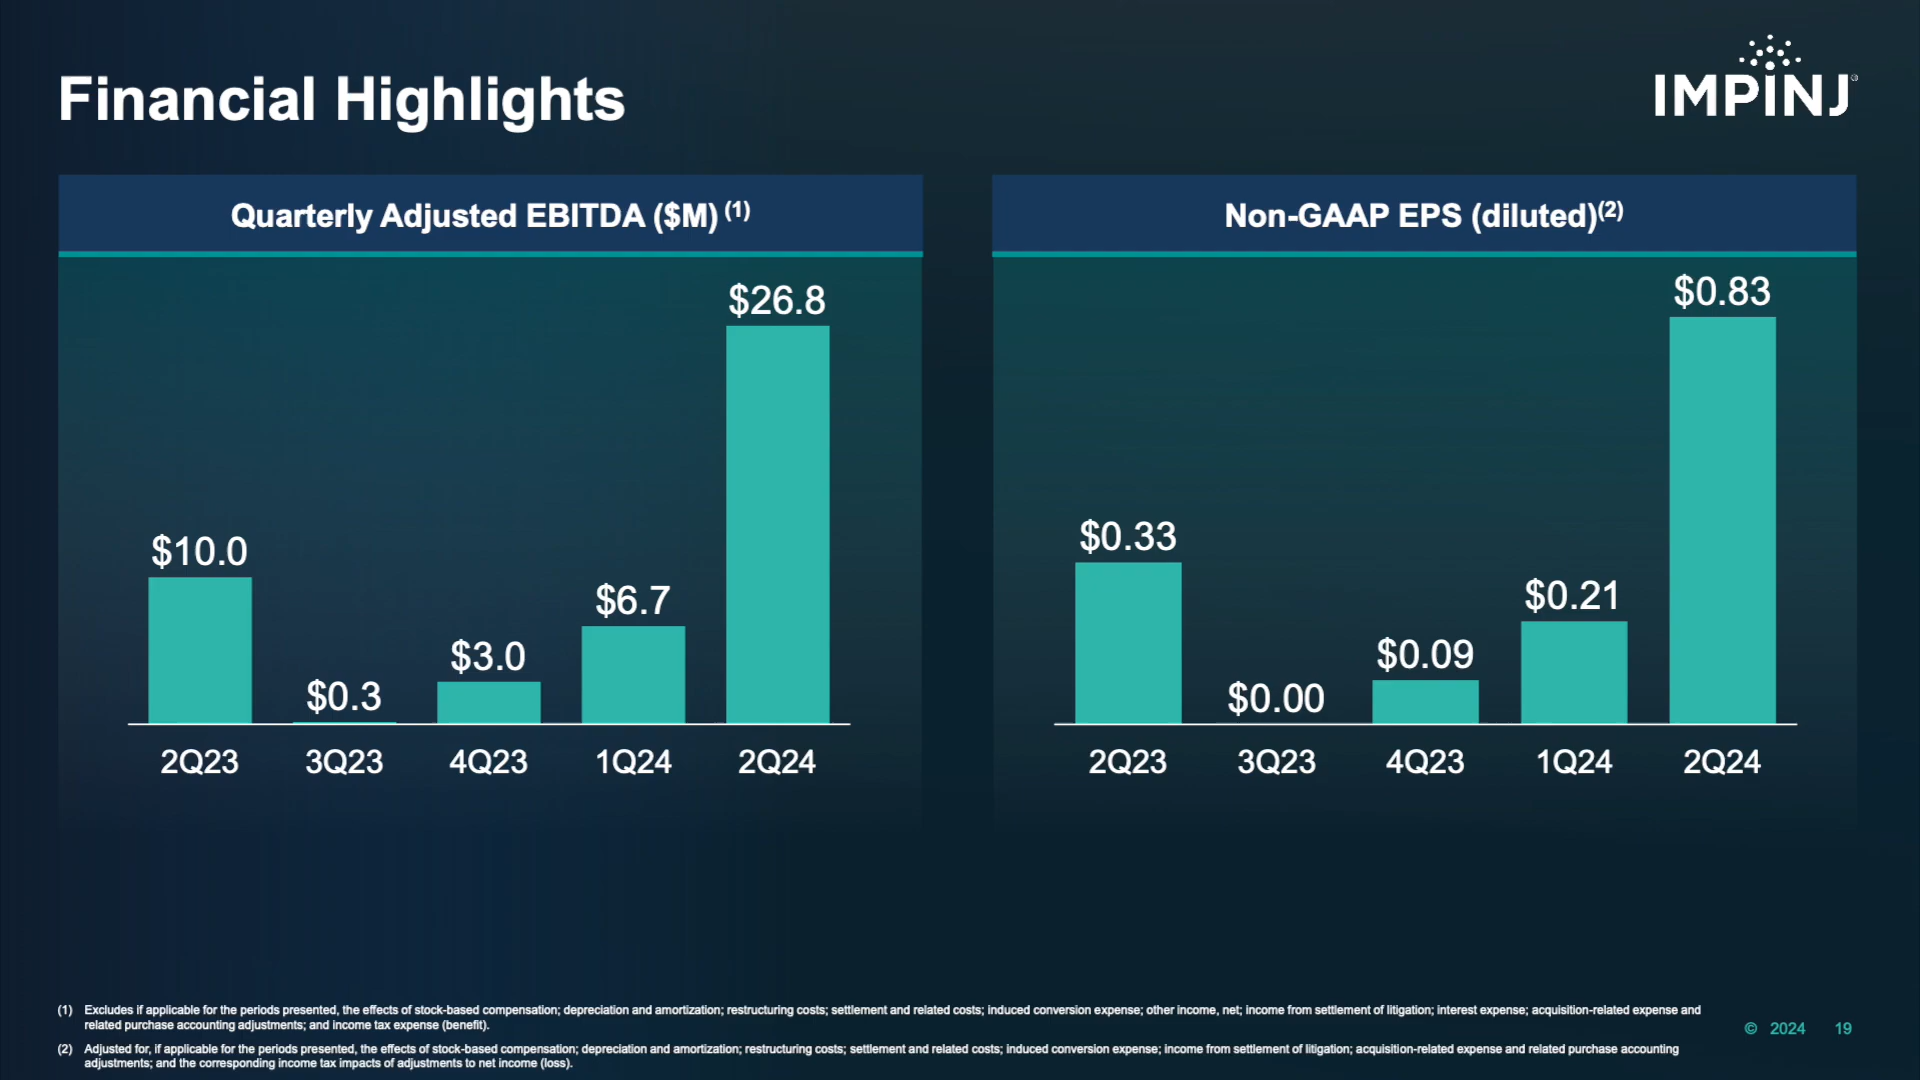 Financial Highlights
IMPINJ®
Quarterly Adjusted EBITDA ($M) (1)
$10.0
$0.3
$3.0
$6.7
$26.8
2Q23 3Q23 4Q23 1Q24 2Q24
Non-GAAP EPS (diluted)(2)
$0.33
$0.00
$0.09
$0.21
$0.83
2Q23 3Q23 4Q23 1Q24 2Q24
(1) Excludes if applicable for the periods presented, the effects of stock-based compensation; depreciation and amortization; restructuring costs; settlement and related costs; induced conversion expense; other income, net; income from settlement of litigation; interest expense; acquisition-related expense and
related purchase accounting adjustments; and income tax expense (benefit).
(2) Adjusted for, if applicable for the periods presented, the effects of stock-based compensation; depreciation and amortization; restructuring costs; settlement and related costs; induced conversion expense; income from settlement of litigation; acquisition-related expense and related purchase accounting
adjustments; and the corresponding income tax impacts of adjustments to net income (loss).
© 2024 19